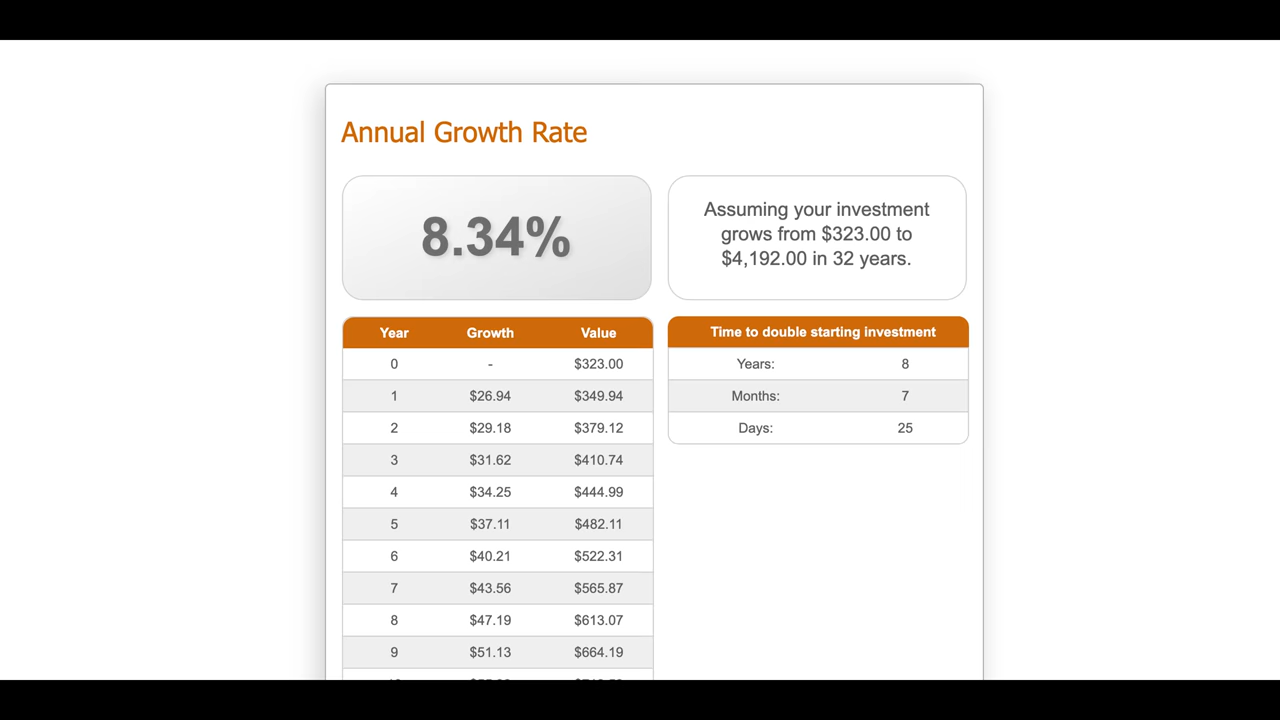 Annual Growth Rate
8.34%
Assuming your investment
grows from $323.00 to
$4,192.00 in 32 years.
Year Growth Value
0 - $323.00
1 $26.94 $349.94
2 $29.18 $379.12
3 $31.62 $410.74
4 $34.25 $444.99
5 $37.11 $482.11
6 $40.21 $522.31
7 $43.56 $565.87
8 $47.19 $613.07
9 $51.13 $664.19
Time to double starting investment
Years: 8
Months: 7
Days: 25